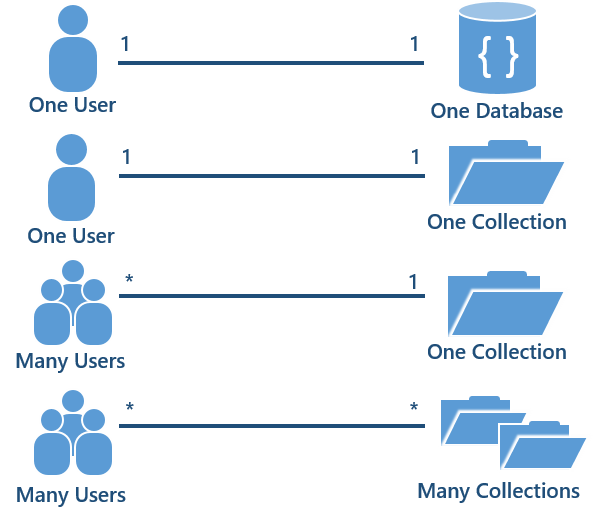 1 1
{ }
One User
One Database
1 1
One User
One Collection
* 1
Many Users
One Collection
* *
Many Users
Many Collections